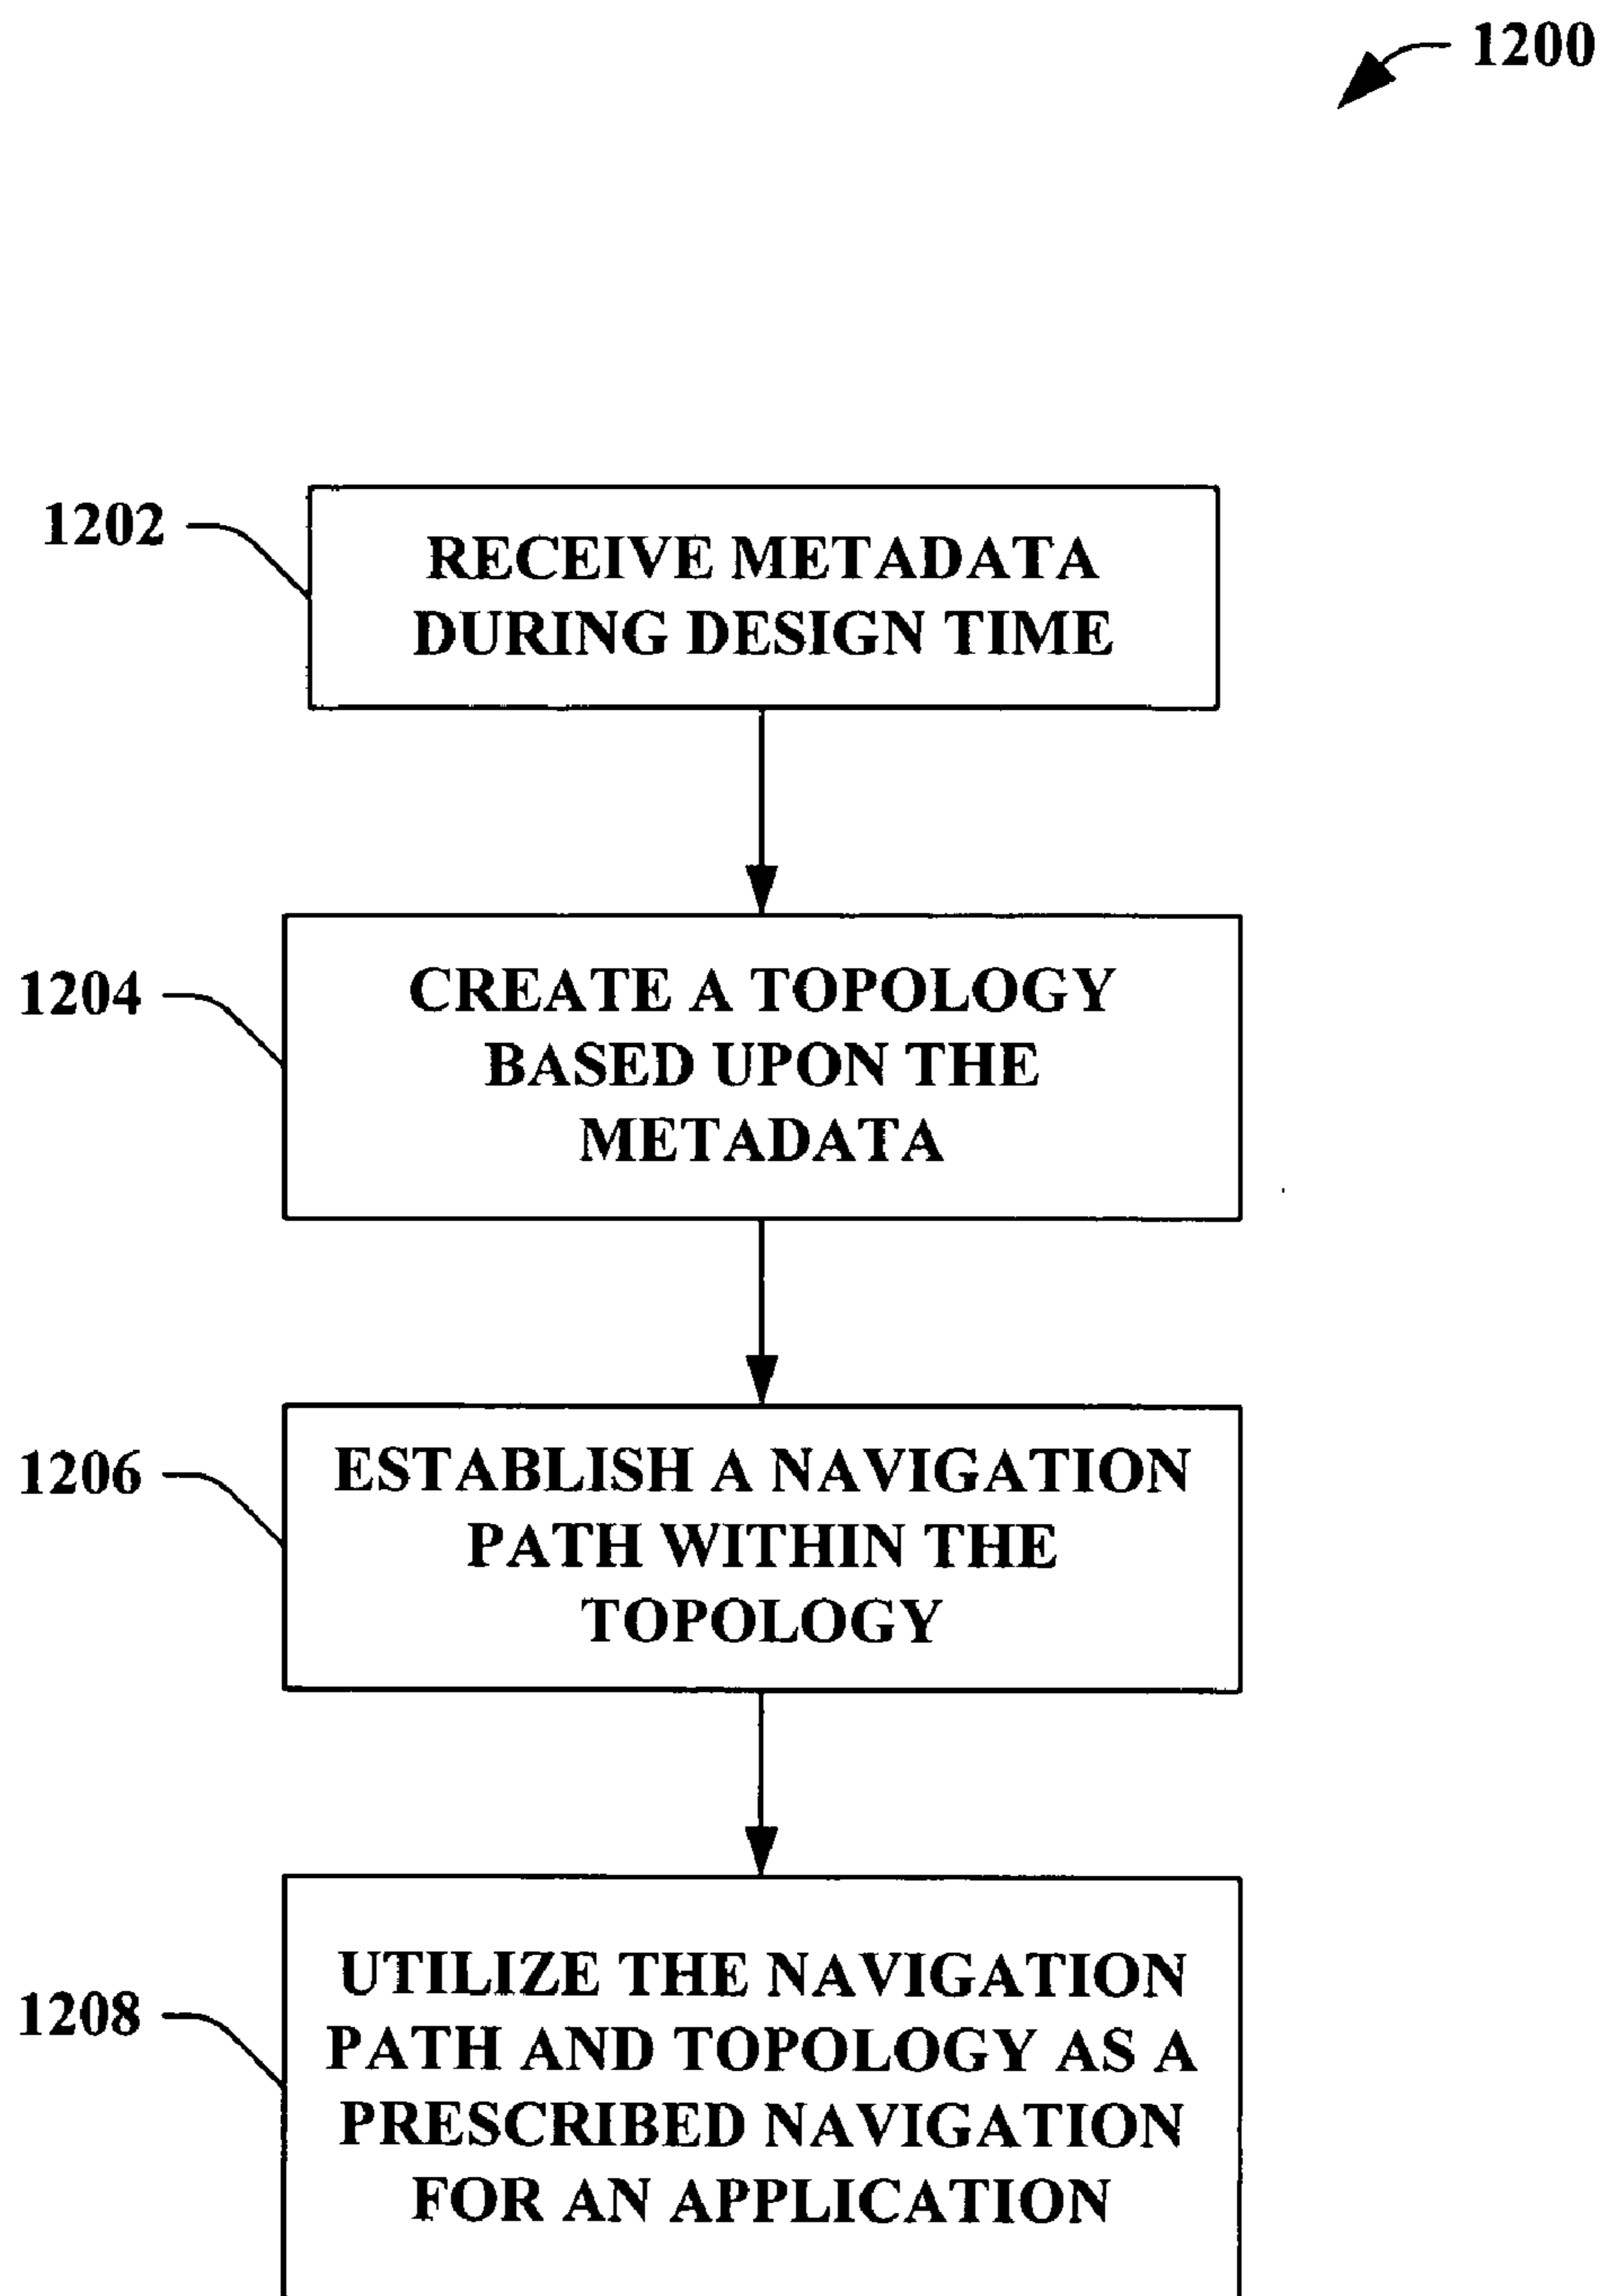 1200
1202
RECEIVE METADATA
DURING DESIGN TIME
1204
CREATE A TOPOLOGY
BASED UPON THE
METADATA
1206
ESTABLISH A NAVIGATION
PATH WITHIN THE
TOPOLOGY
1208
UTILIZE THE NAVIGATION
PATH AND TOPOLOGY AS A
PRESCRIBED NAVIGATION
FOR AN APPLICATION